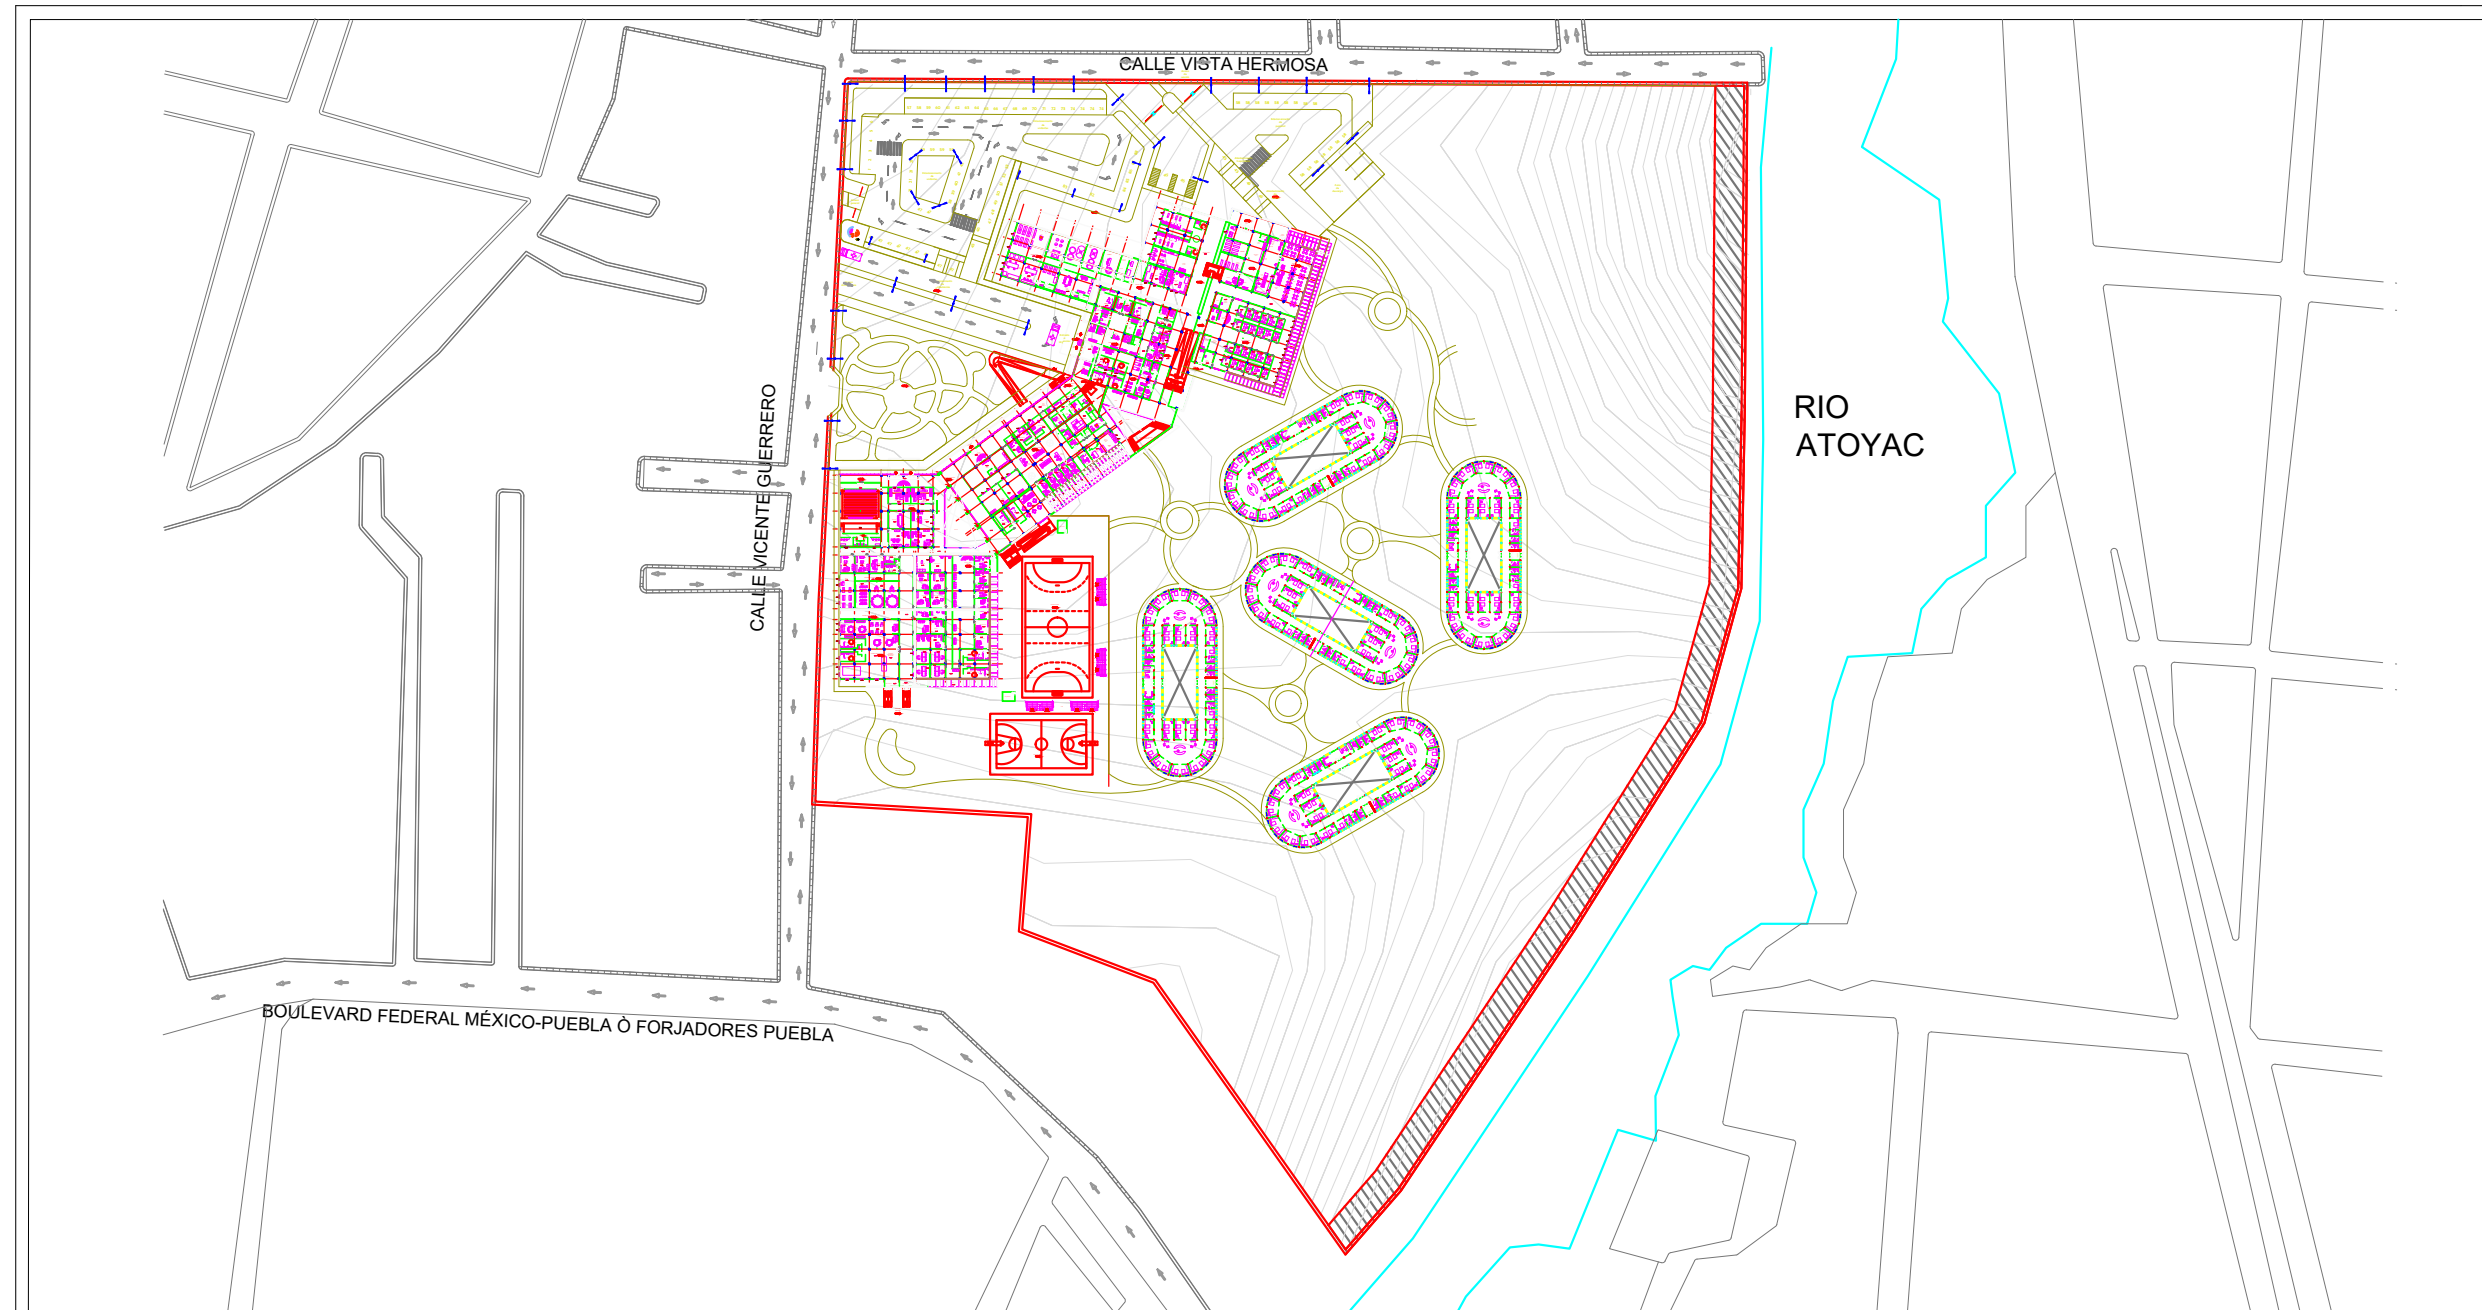 CALLE VISTA HERMOSA
RIO
ATOYAC
CALLE VICENTE GUERRERO
BOULEVARD FEDERAL MÉXICO-PUEBLA Ò FORJADORES PUEBLA